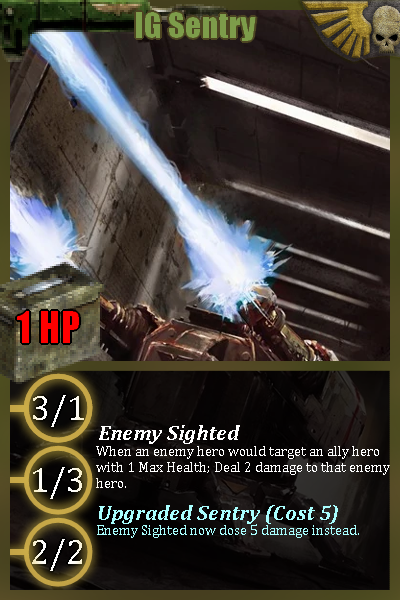 IG Sentry
1 HP
3/1
Enemy Sighted
When an enemy hero would target an ally hero
with 1 Max Health; Deal 2 damage to that enemy
hero.
1/3
Upgraded Sentry (Cost 5)
Enemy Sighted now dose 5 damage instead.
2/2